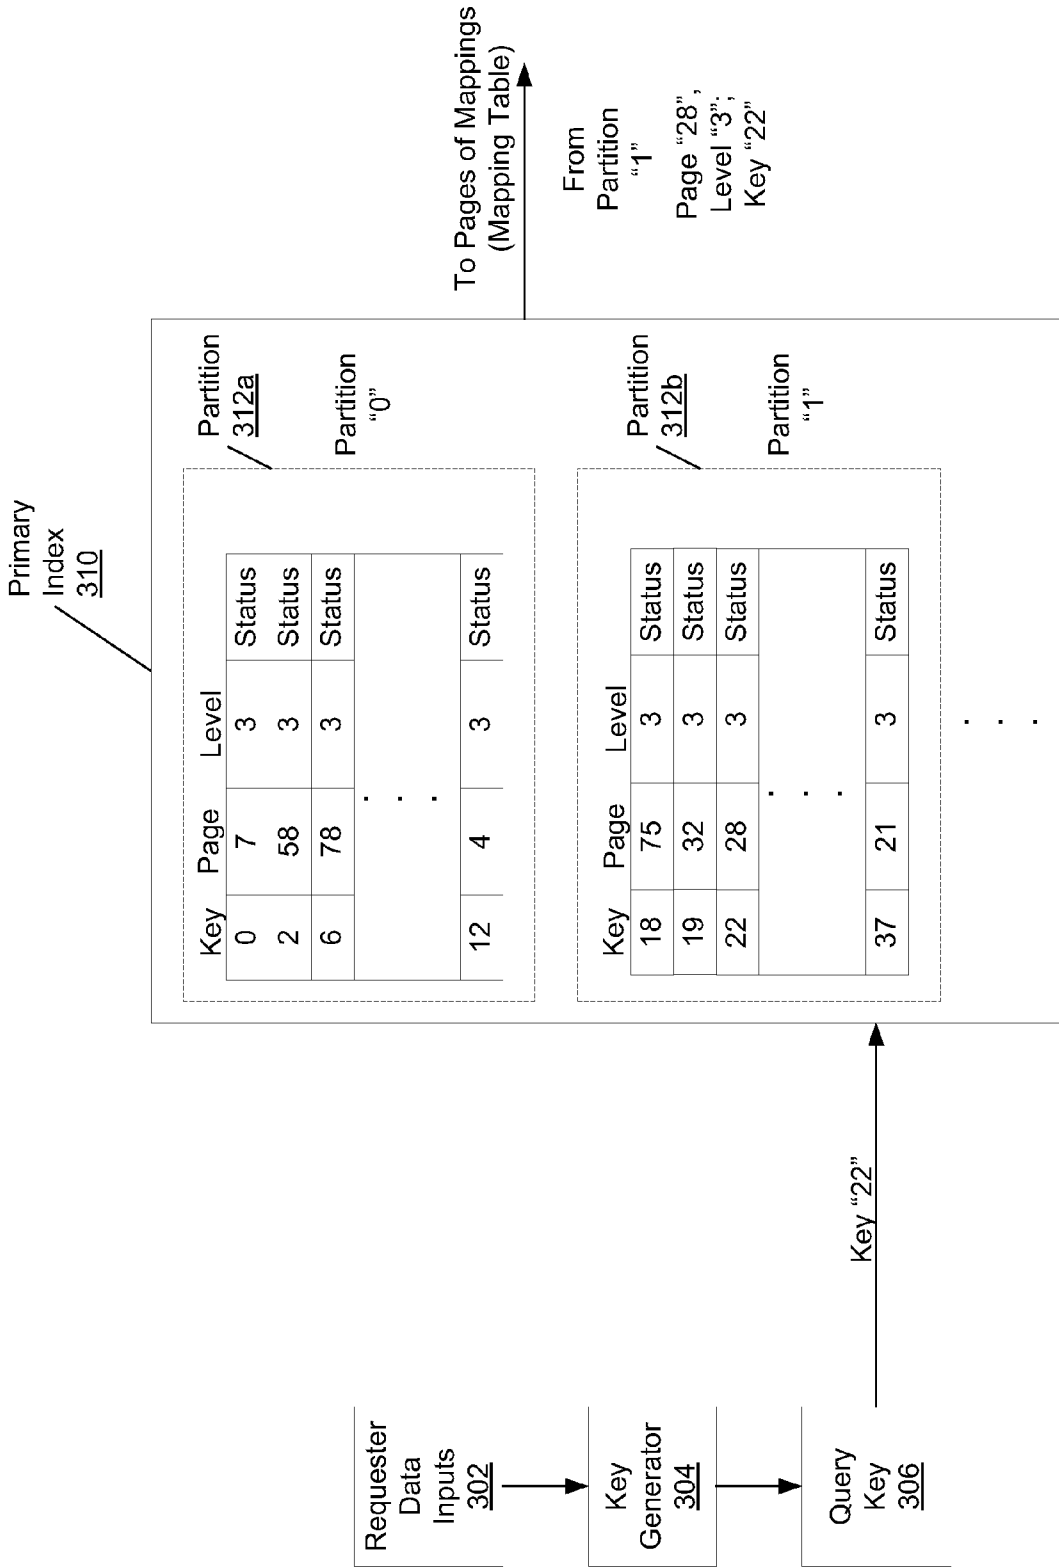 Primary
Index
310
Partition
312a
Partition
“0”
Key Page Level
0 7 3 Status
2 58 3 Status
6 78 3 Status
. . .
12 4 3 Status
Partition
312b
Partition
“1”
Key Page Level
18 75 3 Status
19 32 3 Status
22 28 3 Status
. . .
37 21 3 Status
. . .
To Pages of Mappings
(Mapping Table)
From
Partition
“1”
Page “28”,
Level “3”;
Key “22”
Requester
Data
Inputs
302
Key
Generator
304
Query
Key
306
Key “22”